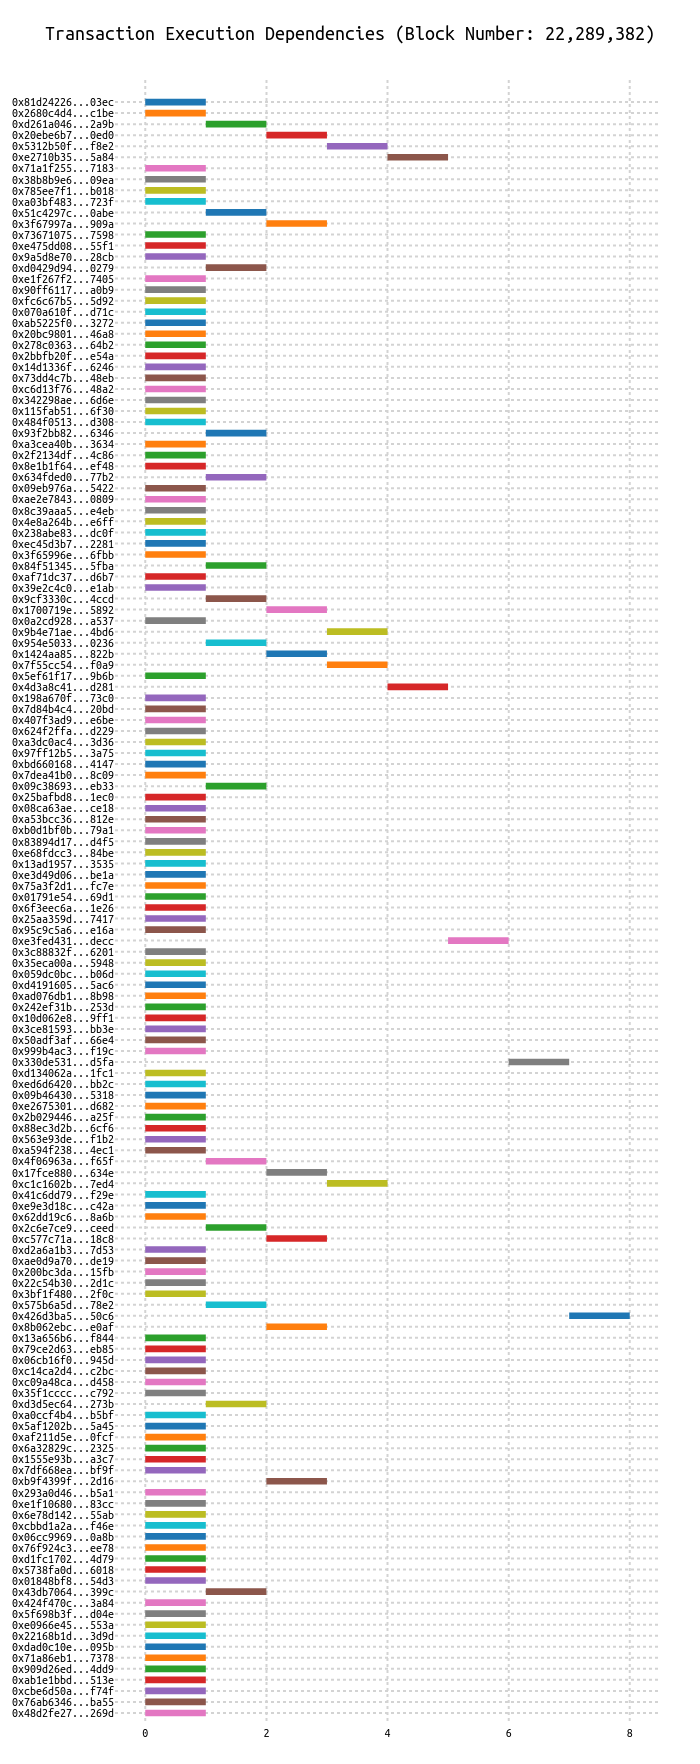 Transaction Execution Dependencies (Block Number: 22,289,382)
0x81d24226...03ec
0x2680c4d4...c1be
0xd261a046...2a9b
0x20ebe6b7...0ed0
0x5312b50f...f8e2
0xe2710b35...5a84
0x71a1f255...7183
0x38b8b9e6...09ea
0x785ee7f1...b018
0xa03bf483...723f
0x51c4297c...0abe
0x3f67997a...909a
0x73671075...7598
0xe475dd08...55f1
0x9a5d8e70...28cb
0xd0429d94...0279
0xe1f267f2...7405
0x90ff6117...a0b9
0xfc6c67b5...5d92
0x070a610f...d71c
0xab5225f0...3272
0x20bc9801...46a8
0x278c0363...64b2
0x2bbfb20f...e54a
0x14d1336f...6246
0x73dd4c7b...48eb
0xc6d13f76...48a2
0x342298ae...6d6e
0x115fab51...6f30
0x484f0513...d308
0x93f2bb82...6346
0xa3cea40b...3634
0x2f2134df...4c86
0x8e1b1f64...ef48
0x634fded0...77b2
0x09eb976a...5422
0xae2e7843...0809
0x8c39aaa5...e4eb
0x4e8a264b...e6ff
0x238abe83...dc0f
0xec45d3b7...2281
0x3f65996e...6fbb
0x84f51345...5fba
0xaf71dc37...d6b7
0x39e2c4c0...e1ab
0x9cf3330c...4ccd
0x1700719e...5892
0x0a2cd928...a537
0x9b4e71ae...4bd6
0x954e5033...0236
0x1424aa85...822b
0x7f55cc54...f0a9
0x5ef61f17...9b6b
0x4d3a8c41...d281
0x198a670f...73c0
0x7d84b4c4...20bd
0x407f3ad9...e6be
0x624f2ffa...d229
0xa3dc0ac4...3d36
0x97ff12b5...3a75
0xbd660168...4147
0x7dea41b0...8c09
0x09c38693...eb33
0x25bafbd8...1ec0
0x08ca63ae...ce18
0xa53bcc36...812e
0xb0d1bf0b...79a1
0x83894d17...d4f5
0xe68fdcc3...84be
0x13ad1957...3535
0xe3d49d06...be1a
0x75a3f2d1...fc7e
0x01791e54...69d1
0x6f3eec6a...1e26
0x25aa359d...7417
0x95c9c5a6...e16a
0xe3fed431...decc
0x3c88832f...6201
0x35eca00a...5948
0x059dc0bc...b06d
0xd4191605...5ac6
0xad076db1...8b98
0x242ef31b...253d
0x10d062e8...9ff1
0x3ce81593...bb3e
0x50adf3af...66e4
0x999b4ac3...f19c
0x330de531...d5fa
0xd134062a...1fc1
0xed6d6420...bb2c
0x09b46430...5318
0xe2675301...d682
0x2b029446...a25f
0x88ec3d2b...6cf6
0x563e93de...f1b2
0xa594f238...4ec1
0x4f06963a...f65f
0x17fce880...634e
0xc1c1602b...7ed4
0x41c6dd79...f29e
0xe9e3d18c...c42a
0x62dd19c6...8a6b
0x2c6e7ce9...ceed
0xc577c71a...18c8
0xd2a6a1b3...7d53
0xae0d9a70...de19
0x200bc3da...15fb
0x22c54b30...2d1c
0x3bf1f480...2f0c
0x575b6a5d...78e2
0x426d3ba5...50c6
0x8b062ebc...e0af
0x13a656b6...f844
0x79ce2d63...eb85
0x06cb16f0...945d
0xc14ca2d4...c2bc
0xc09a48ca...d458
0x35f1cccc...c792
0xd3d5ec64...273b
0xa0ccf4b4...b5bf
0x5af1202b...5a45
0xaf211d5e...0fcf
0x6a32829c...2325
0x1555e93b...a3c7
0x7df668ea...bf9f
0xb9f4399f...2d16
0x293a0d46...b5a1
0xe1f10680...83cc
0x6e78d142...55ab
0xcbbd1a2a...f46e
0x06cc9969...0a8b
0x76f924c3...ee78
0xd1fc1702...4d79
0x5738fa0d...6018
0x01848bf8...54d3
0x43db7064...399c
0x424f470c...3a84
0x5f698b3f...d04e
0xe0966e45...553a
0x22168b1d...3d9d
0xdad0c10e...095b
0x71a86eb1...7378
0x909d26ed...4dd9
0xab1e1bbd...513e
0xcbe6d50a...f74f
0x76ab6346...ba55
0x48d2fe27...269d
0 2 4 6 8